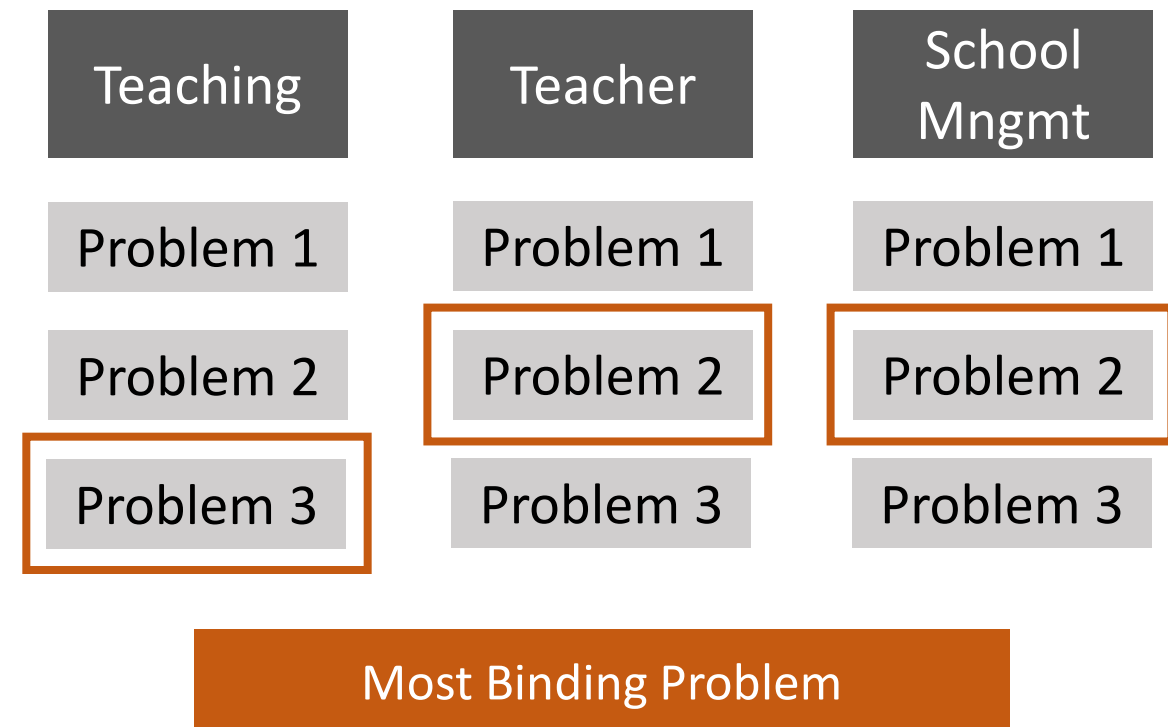 Teaching
Teacher
School
Mngmt
Problem 1
Problem 1
Problem 1
Problem 2
Problem 2
Problem 2
Problem 3
Problem 3
Problem 3
Most Binding Problem